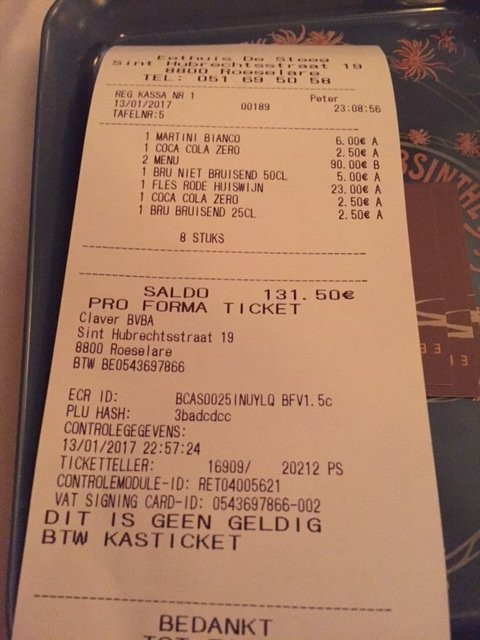 Eethuis De Steeg
Sint Hubrechtsstraat 19
8800 Roeselare
TEL: 051 69 50 58
REG KASSA NR 1 Peter
13/01/2017 00189 23:08:56
TAFELNR:5
1 MARTINI BIANCO 6.00€ A
1 COCA COLA ZERO 2.50€ A
2 MENU 90.00€ B
1 BRU NIET BRUISEND 50CL 5.00€ A
1 FLES RODE HUISWIJN 23.00€ A
1 COCA COLA ZERO 2.50€ A
1 BRU BRUISEND 25CL 2.50€ A
8 STUKS
SALDO 131.50€
PRO FORMA TICKET
Claver BVBA
Sint Hubrechtsstraat 19
8800 Roeselare
BTW BE0543697866
ECR ID: BCAS0025INUYLQ BFV1.5c
PLU HASH: 3badcdcc
CONTROLEGEGEVENS:
13/01/2017 22:57:24
TICKETTELLER: 16909/ 20212 PS
CONTROLEMODULE-ID: RET04005621
VAT SIGNING CARD-ID: 0543697866-002
DIT IS GEEN GELDIG
BTW KASTICKET
BEDANKT
ABSINTHE